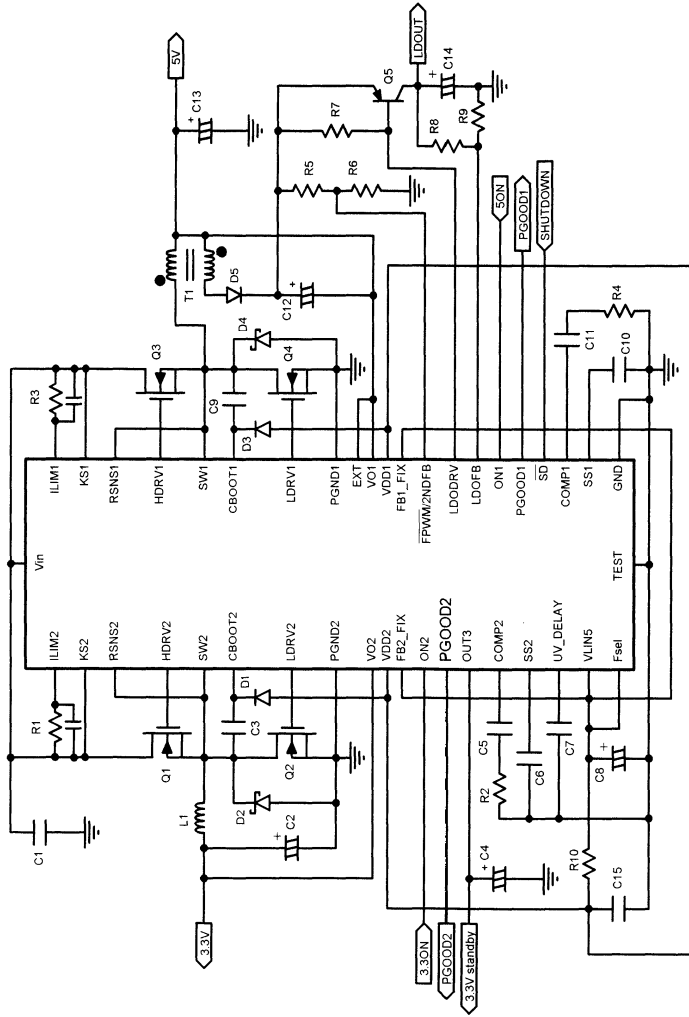 5V
C13
+
T1
D5
R5
R6
R7
Q5
LDOUT
+
C14
R8
R9
C12
+
5ON
PGOOD1
SHUTDOWN
R3
Q3
D4
Q4
C9
D3
C11
R4
C10
ILIM1
KS1
RSNS1
HDRV1
SW1
CBOOT1
LDRV1
PGND1
EXT
VO1
VDD1
FB1_FIX
FPWM/2NDFB
LDODRV
LDOFB
ON1
PGOOD1
SD
COMP1
SS1
GND
Vin
TEST
ILIM2
KS2
RSNS2
HDRV2
SW2
CBOOT2
LDRV2
PGND2
VO2
VDD2
FB2_FIX
ON2
PGOOD2
OUT3
COMP2
SS2
UV_DELAY
VLIN5
Fsel
R1
Q1
D1
C3
Q2
D2
L1
C2
+
C1
C5
R2
C6
C7
C8
+
C4
+
R10
C15
3.3V
3.3ON
PGOOD2
3.3V standby